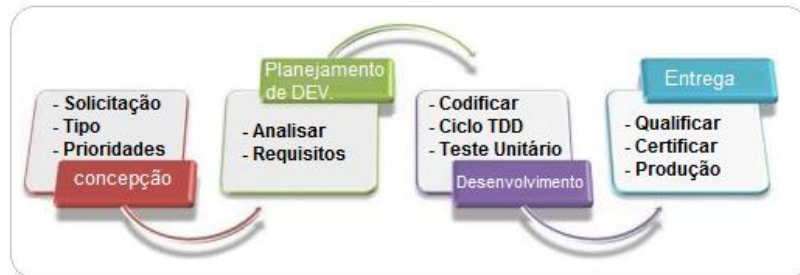 - Solicitação
- Tipo
- Prioridades
concepção
Planejamento
de DEV.
- Analisar
- Requisitos
- Codificar
- Ciclo TDD
- Teste Unitário
Desenvolvimento
Entrega
- Qualificar
- Certificar
- Produção